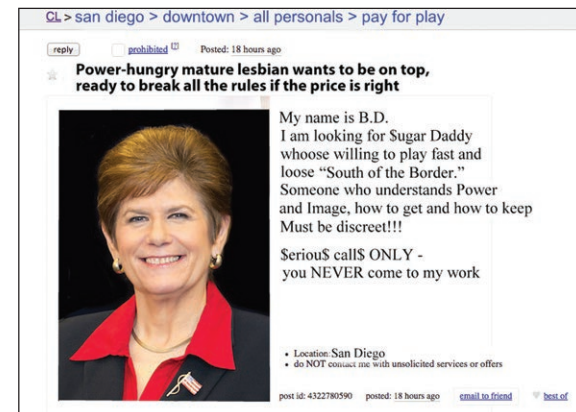 CL > san diego > downtown > all personals > pay for play
reply prohibited Posted: 18 hours ago
Power-hungry mature lesbian wants to be on top,
ready to break all the rules if the price is right
My name is B.D.
I am looking for $ugar Daddy
whoose willing to play fast and
loose “South of the Border.”
Someone who understands Power
and Image, how to get and how to keep
Must be discreet!!!
$eriou$ call$ ONLY -
you NEVER come to my work
• Location: San Diego
• do NOT contact me with unsolicited services or offers
post id: 4322780590 posted: 18 hours ago email to friend best of